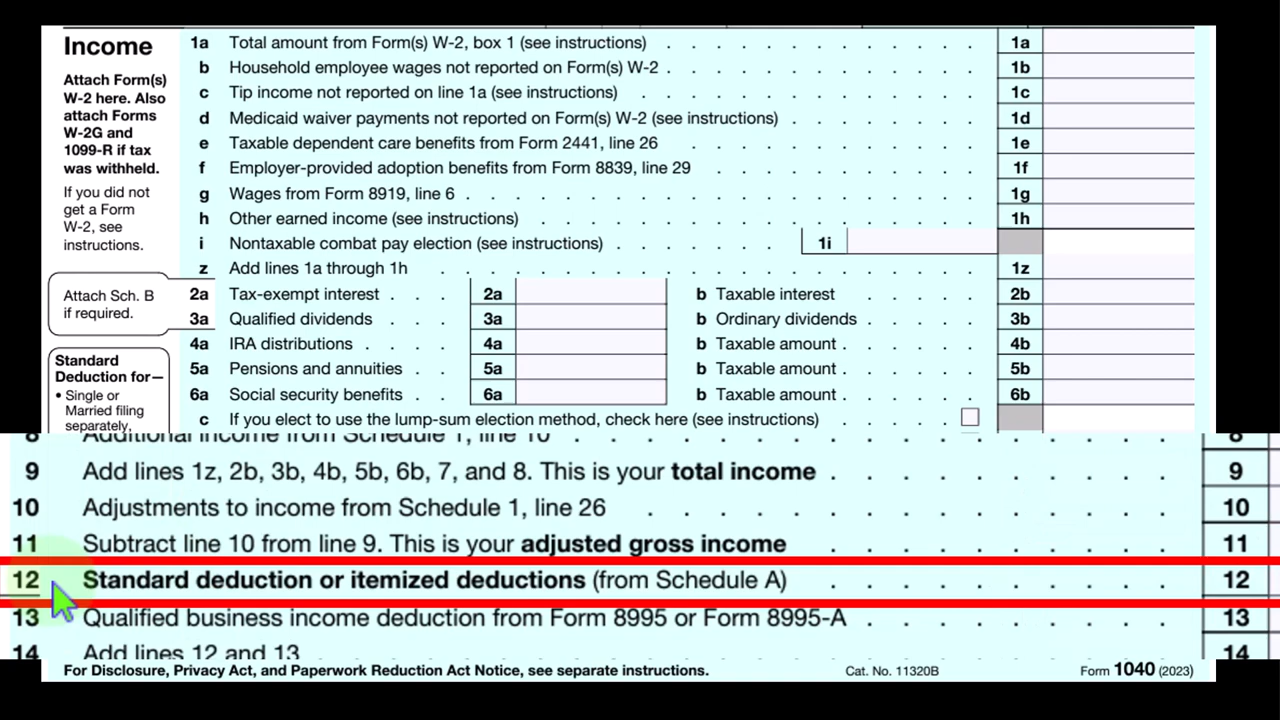 Income
Attach Form(s)
W-2 here. Also
attach Forms
W-2G and
1099-R if tax
was withheld.
If you did not
get a Form
W-2, see
instructions.
1a Total amount from Form(s) W-2, box 1 (see instructions) . . . . . . . . . . . . . 1a
b Household employee wages not reported on Form(s) W-2 . . . . . . . . . . . . . 1b
c Tip income not reported on line 1a (see instructions) . . . . . . . . . . . . . . 1c
d Medicaid waiver payments not reported on Form(s) W-2 (see instructions) . . . . . . . . 1d
e Taxable dependent care benefits from Form 2441, line 26 . . . . . . . . . . . . 1e
f Employer-provided adoption benefits from Form 8839, line 29 . . . . . . . . . . . 1f
g Wages from Form 8919, line 6 . . . . . . . . . . . . . . . . . . . . . 1g
h Other earned income (see instructions) . . . . . . . . . . . . . . . . . . 1h
i Nontaxable combat pay election (see instructions) . . . . . . . 1i
z Add lines 1a through 1h . . . . . . . . . . . . . . . . . . . . . . 1z
Attach Sch. B
if required.
2a Tax-exempt interest . . . 2a b Taxable interest . . . . . 2b
3a Qualified dividends . . . 3a b Ordinary dividends . . . . . 3b
4a IRA distributions . . . . 4a b Taxable amount . . . . . . 4b
5a Pensions and annuities . . 5a b Taxable amount . . . . . . 5b
6a Social security benefits . . 6a b Taxable amount . . . . . . 6b
c If you elect to use the lump-sum election method, check here (see instructions) . . . . .
Standard
Deduction for—
• Single or
Married filing
separately,
8 Additional income from Schedule 1, line 10 . . . . . . . . . . . . . . 8
9 Add lines 1z, 2b, 3b, 4b, 5b, 6b, 7, and 8. This is your total income . . . . . . . . . . 9
10 Adjustments to income from Schedule 1, line 26 . . . . . . . . . . . . . . 10
11 Subtract line 10 from line 9. This is your adjusted gross income . . . . . . . . . . 11
12 Standard deduction or itemized deductions (from Schedule A) . . . . . . . . . . 12
13 Qualified business income deduction from Form 8995 or Form 8995-A . . . . . . . . . 13
14 Add lines 12 and 13 . . . . . . . . . . . . . . . . . . . . . . . 14
For Disclosure, Privacy Act, and Paperwork Reduction Act Notice, see separate instructions. Cat. No. 11320B Form 1040 (2023)